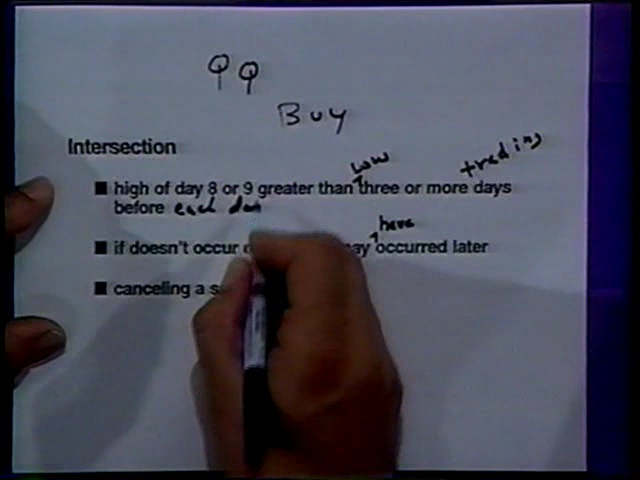 99
Buy
Intersection
low
trading
■ high of day 8 or 9 greater than three or more days
before each day
have
■ if doesn't occur occurred later
■ canceling a